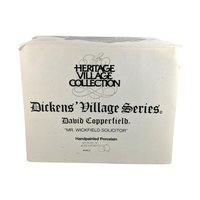 HERITAGE
VILLAGE
COLLECTION
Dickens' Village Series®
David Copperfield
"MR. WICKFIELD SOLICITOR"
Handpainted Porcelain